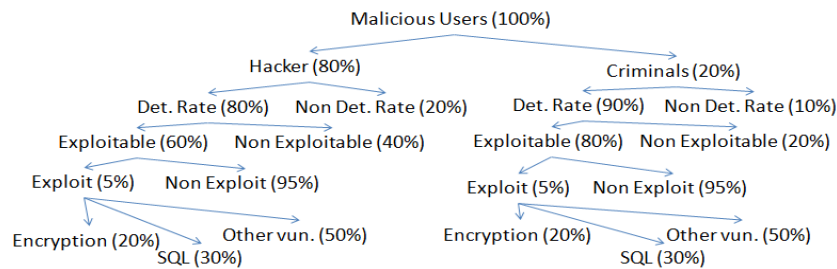 Malicious Users (100%)
Hacker (80%) Criminals (20%)
Det. Rate (80%) Non Det. Rate (20%) Det. Rate (90%) Non Det. Rate (10%)
Exploitable (60%) Non Exploitable (40%) Exploitable (80%) Non Exploitable (20%)
Exploit (5%) Non Exploit (95%) Exploit (5%) Non Exploit (95%)
Encryption (20%) Other vun. (50%) Encryption (20%) Other vun. (50%)
SQL (30%) SQL (30%)